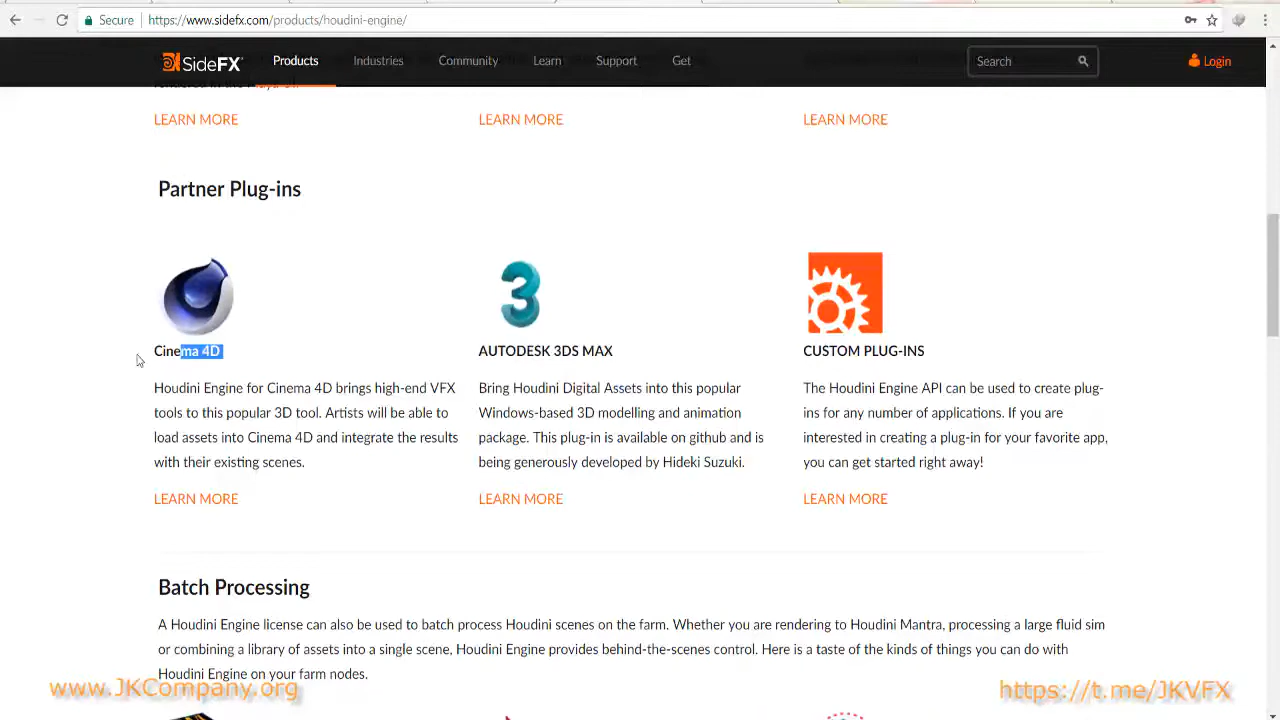 Secure https://www.sidefx.com/products/houdini-engine/
SideFX Products Industries Community Learn Support Get Search Login
LEARN MORE LEARN MORE LEARN MORE
Partner Plug-ins
Cinema 4D AUTODESK 3DS MAX CUSTOM PLUG-INS
Houdini Engine for Cinema 4D brings high-end VFX Bring Houdini Digital Assets into this popular The Houdini Engine API can be used to create plug-
tools to this popular 3D tool. Artists will be able to Windows-based 3D modelling and animation ins for any number of applications. If you are
load assets into Cinema 4D and integrate the results package. This plug-in is available on github and is interested in creating a plug-in for your favorite app,
with their existing scenes. being generously developed by Hideki Suzuki. you can get started right away!
LEARN MORE LEARN MORE LEARN MORE
Batch Processing
A Houdini Engine license can also be used to batch process Houdini scenes on the farm. Whether you are rendering to Houdini Mantra, processing a large fluid sim
or combining a library of assets into a single scene, Houdini Engine provides behind-the-scenes control. Here is a taste of the kinds of things you can do with
Houdini Engine on your farm nodes.
www.JKCompany.org https://t.me/JKVFX